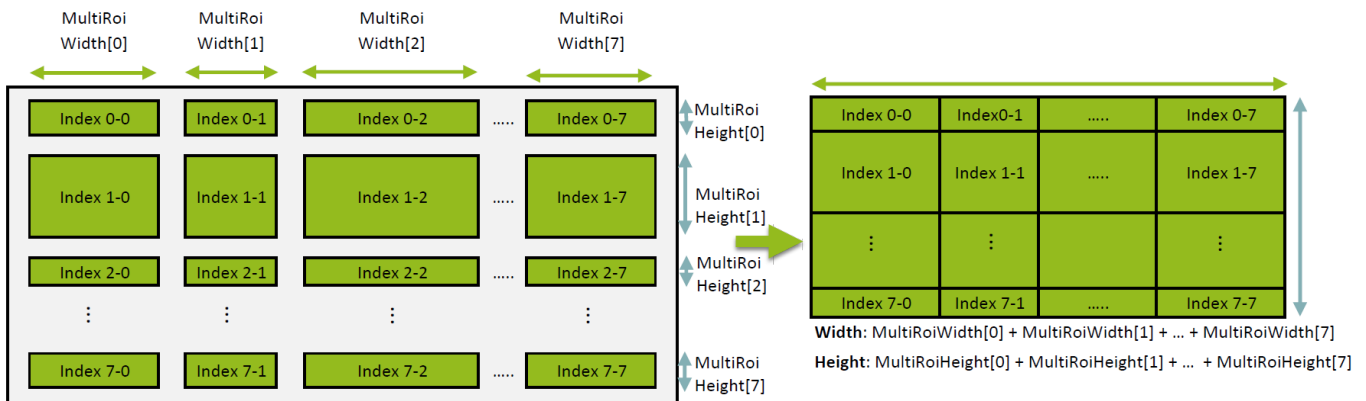 MultiRoi MultiRoi MultiRoi MultiRoi
Width[0] Width[1] Width[2] Width[7]
Index 0-0 Index 0-1 Index 0-2 ..... Index 0-7
MultiRoi
Height[0]
Index 1-0 Index 1-1 Index 1-2 ..... Index 1-7
MultiRoi
Height[1]
Index 2-0 Index 2-1 Index 2-2 ..... Index 2-7
MultiRoi
Height[2]
⋮ ⋮ ⋮ ⋮
Index 7-0 Index 7-1 Index 7-2 ..... Index 7-7
MultiRoi
Height[7]
Index 0-0 Index0-1 ..... Index 0-7
Index 1-0 Index 1-1 ..... Index 1-7
⋮ ⋮ ⋮
Index 7-0 Index 7-1 ..... Index 7-7
Width: MultiRoiWidth[0] + MultiRoiWidth[1] + ... + MultiRoiWidth[7]
Height: MultiRoiHeight[0] + MultiRoiHeight[1] + ... + MultiRoiHeight[7]